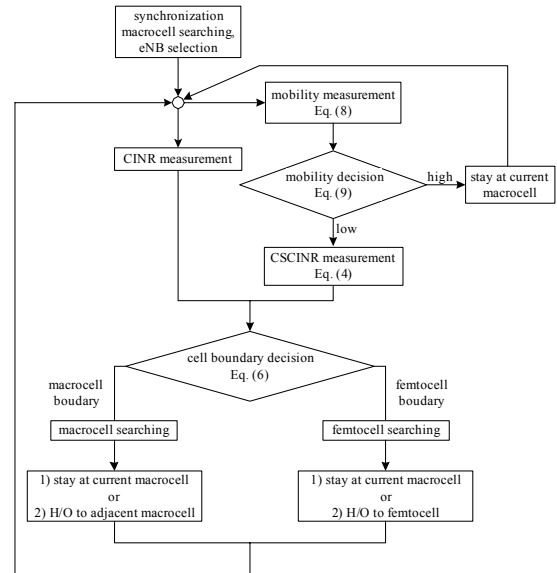 synchronization
macrocell searching,
eNB selection
mobility measurement
Eq. (8)
CINR measurement
mobility decision
Eq. (9)
high
stay at current
macrocell
low
CSCINR measurement
Eq. (4)
cell boundary decision
Eq. (6)
macrocell
boudary
femtocell
boundary
macrocell searching
femtocell searching
1) stay at current macrocell
or
2) H/O to adjacent macrocell
1) stay at current macrocell
or
2) H/O to femtocell